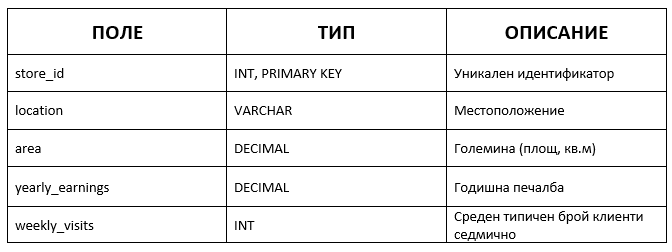 ПОЛЕ ТИП ОПИСАНИЕ
store_id INT, PRIMARY KEY Уникален идентификатор
location VARCHAR Местоположение
area DECIMAL Големина (площ, кв.м)
yearly_earnings DECIMAL Годишна печалба
weekly_visits INT Среден типичен брой клиенти
седмично